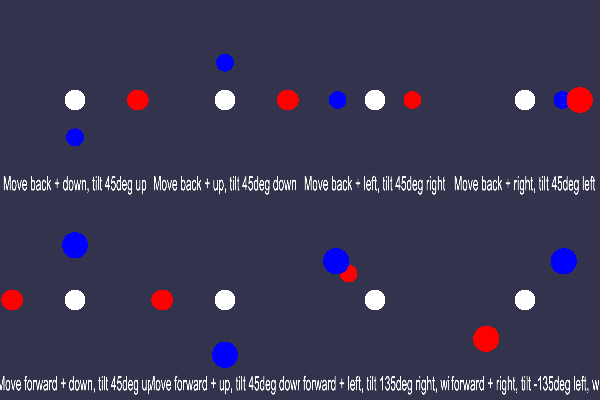 Move back + down, tilt 45deg up
Move back + up, tilt 45deg down
Move back + left, tilt 45deg right
Move back + right, tilt 45deg left
Move forward + down, tilt 45deg up
Move forward + up, tilt 45deg down
forward + left, tilt 135deg right, wi
forward + right, tilt -135deg left, w